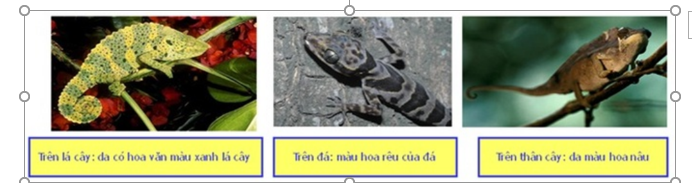 Trên lá cây: da có hoa văn màu xanh lá cây
Trên đá: màu hoa rêu của đá
Trên thân cây: da màu hoa nâu